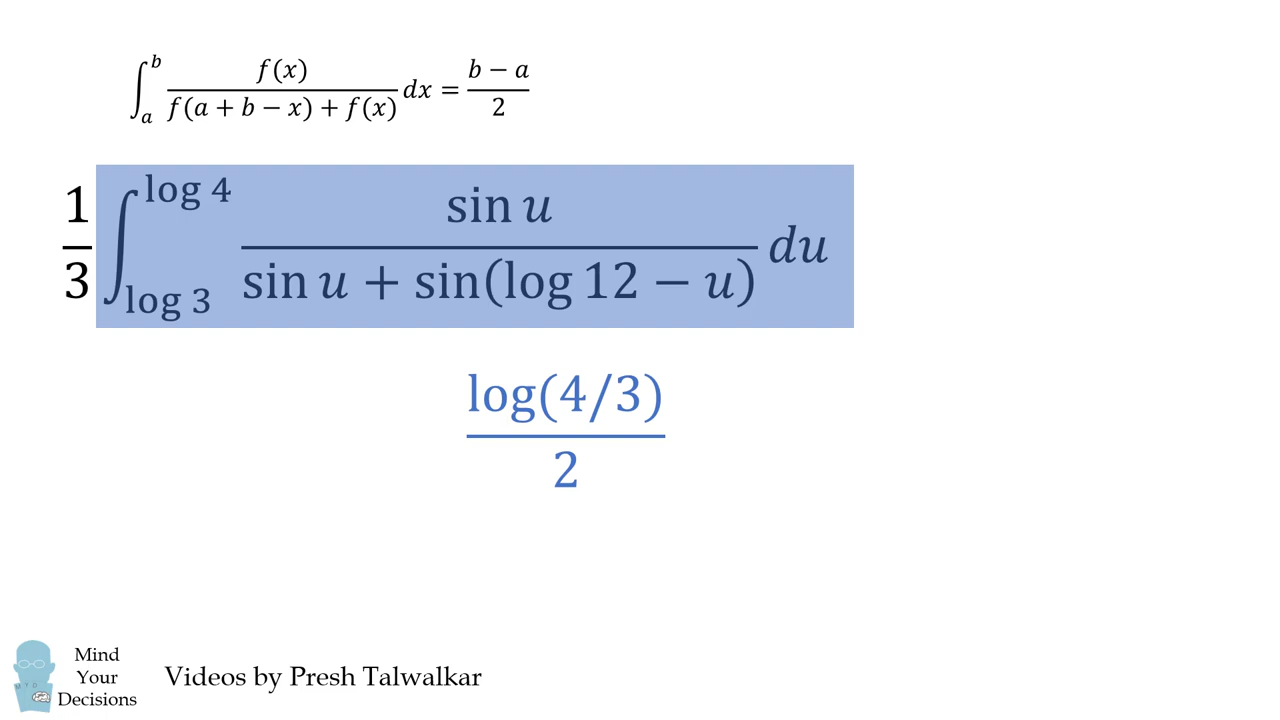 ∫_a^b f(x)/(f(a + b − x) + f(x)) dx = (b − a)/2
1/3 ∫_{log 3}^{log 4} sin u/(sin u + sin(log 12 − u)) du
log(4/3)/2
Mind
Your
Decisions
Videos by Presh Talwalkar